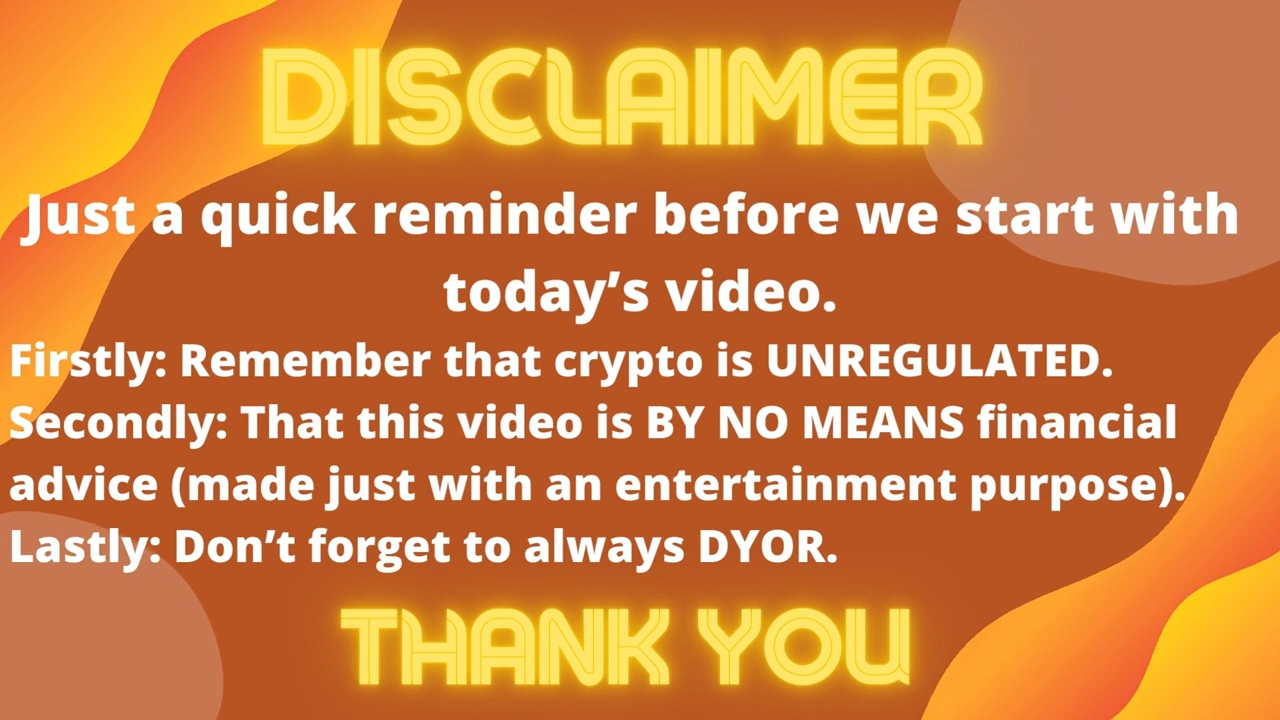 DISCLAIMER
Just a quick reminder before we start with
today’s video.
Firstly: Remember that crypto is UNREGULATED.
Secondly: That this video is BY NO MEANS financial
advice (made just with an entertainment purpose).
Lastly: Don’t forget to always DYOR.
THANK YOU